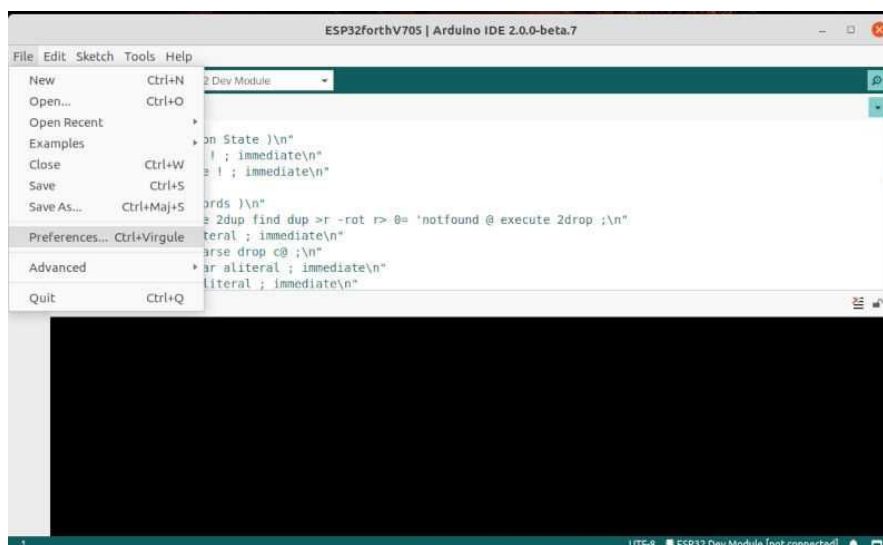 ESP32forthV705 | Arduino IDE 2.0.0-beta.7
File Edit Sketch Tools Help
New Ctrl+N
2 Dev Module
Open... Ctrl+O
Open Recent
Examples
Close Ctrl+W
Save Ctrl+S
Save As... Ctrl+Maj+S
Preferences... Ctrl+Virgule
Advanced
Quit Ctrl+Q
on State )\n"
! ; immediate\n"
e ! ; immediate\n"
ords )\n"
e 2dup find dup >r -rot r> 0= 'notfound @ execute 2drop ;\n"
teral ; immediate\n"
arse drop c@ ;\n"
ar aliteral ; immediate\n"
literal ; immediate\n"
1 UTF-8 ESP32 Dev Module [not connected]